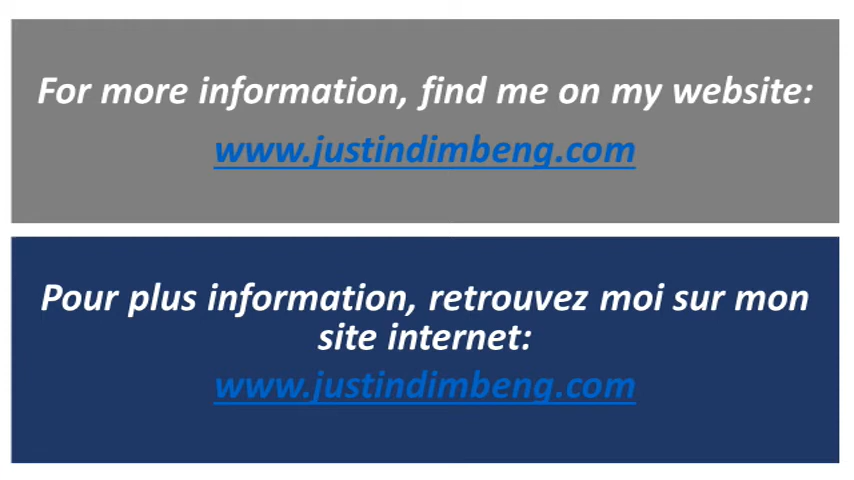 For more information, find me on my website:
www.justindimbeng.com
Pour plus information, retrouvez moi sur mon
site internet:
www.justindimbeng.com